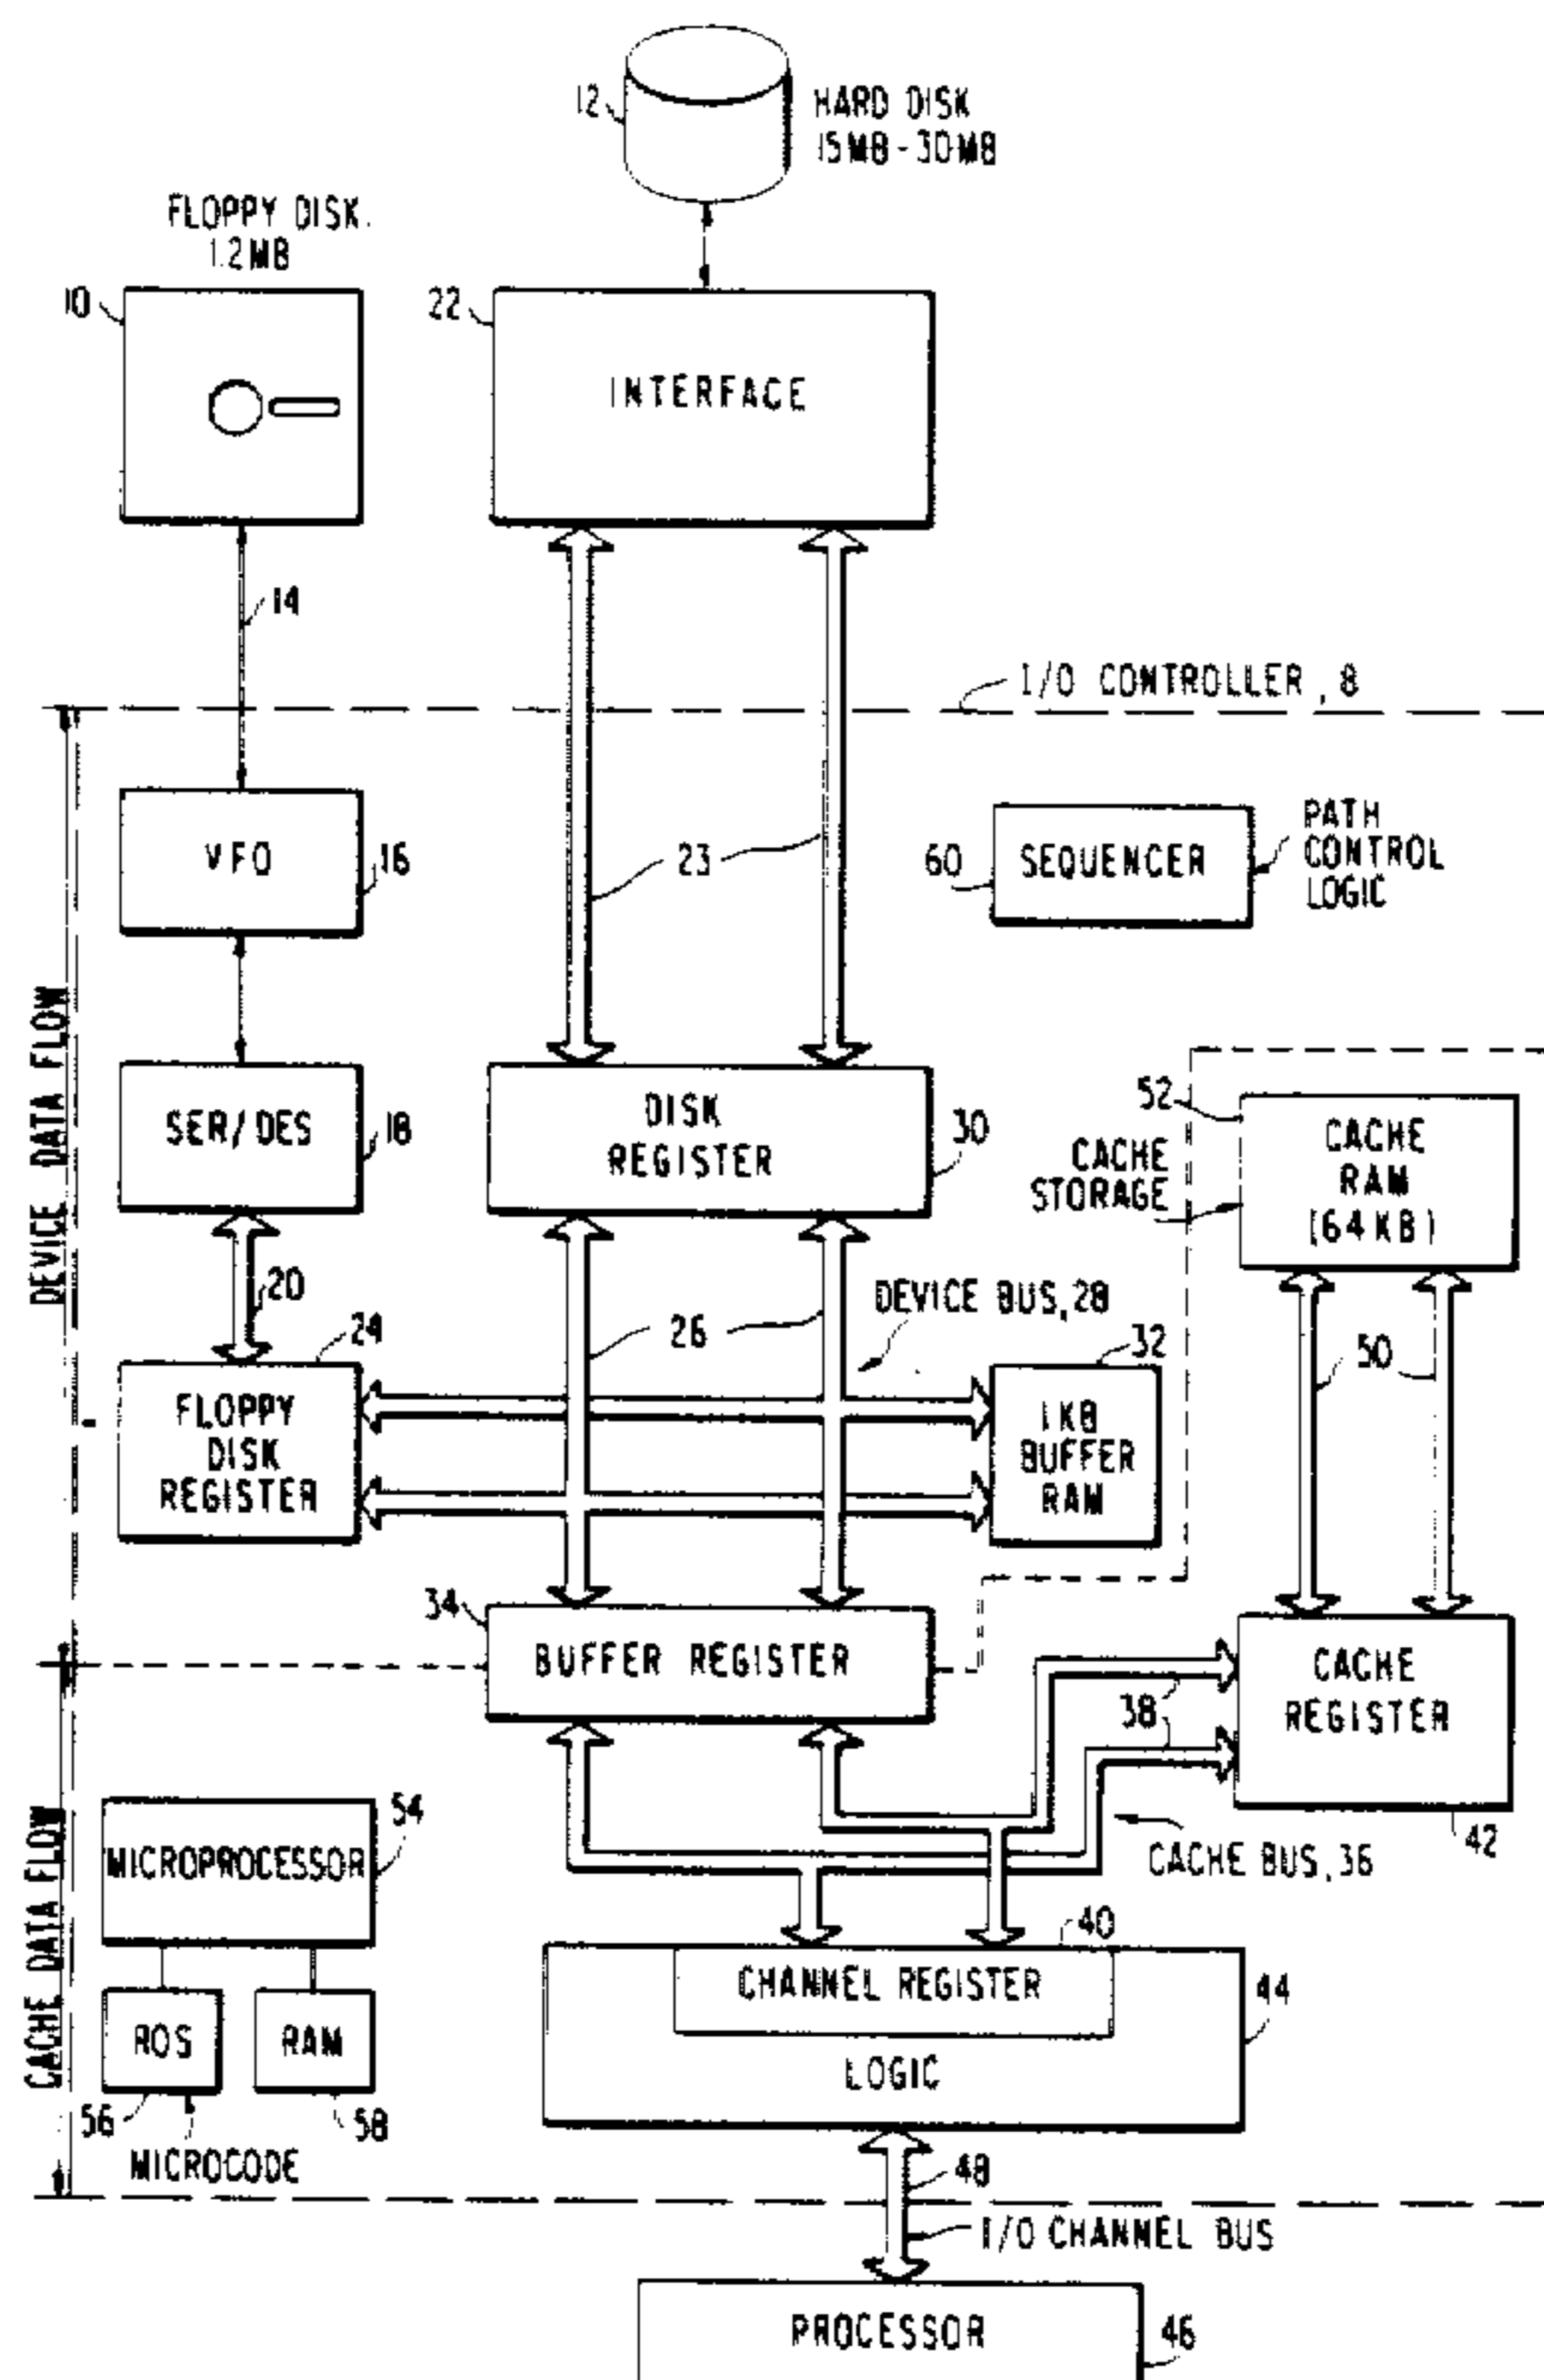 12
HARD DISK
15MB-30MB
FLOPPY DISK.
1.2MB
10
22
INTERFACE
14
I/O CONTROLLER, 8
VFO
16
23
60
SEQUENCER
PATH
CONTROL
LOGIC
DEVICE DATA FLOW
SER/DES
18
DISK
REGISTER
30
52
CACHE
STORAGE
CACHE
RAM
(64KB)
20
24
26
DEVICE BUS, 28
32
50
FLOPPY
DISK
REGISTER
1KB
BUFFER
RAM
34
BUFFER REGISTER
38
CACHE
REGISTER
42
CACHE DATA FLOW
54
MICROPROCESSOR
CACHE BUS, 36
40
CHANNEL REGISTER
44
LOGIC
ROS
RAM
56
58
MICROCODE
48
I/O CHANNEL BUS
PROCESSOR
46